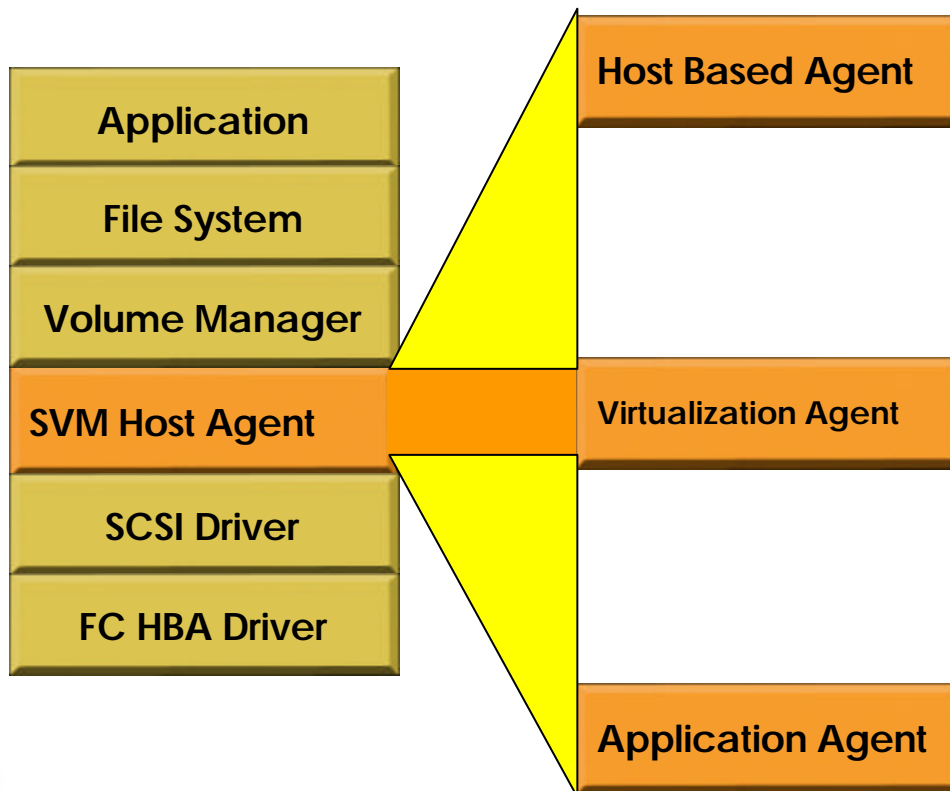 Application
File System
Volume Manager
SVM Host Agent
SCSI Driver
FC HBA Driver
Host Based Agent
Virtualization Agent
Application Agent